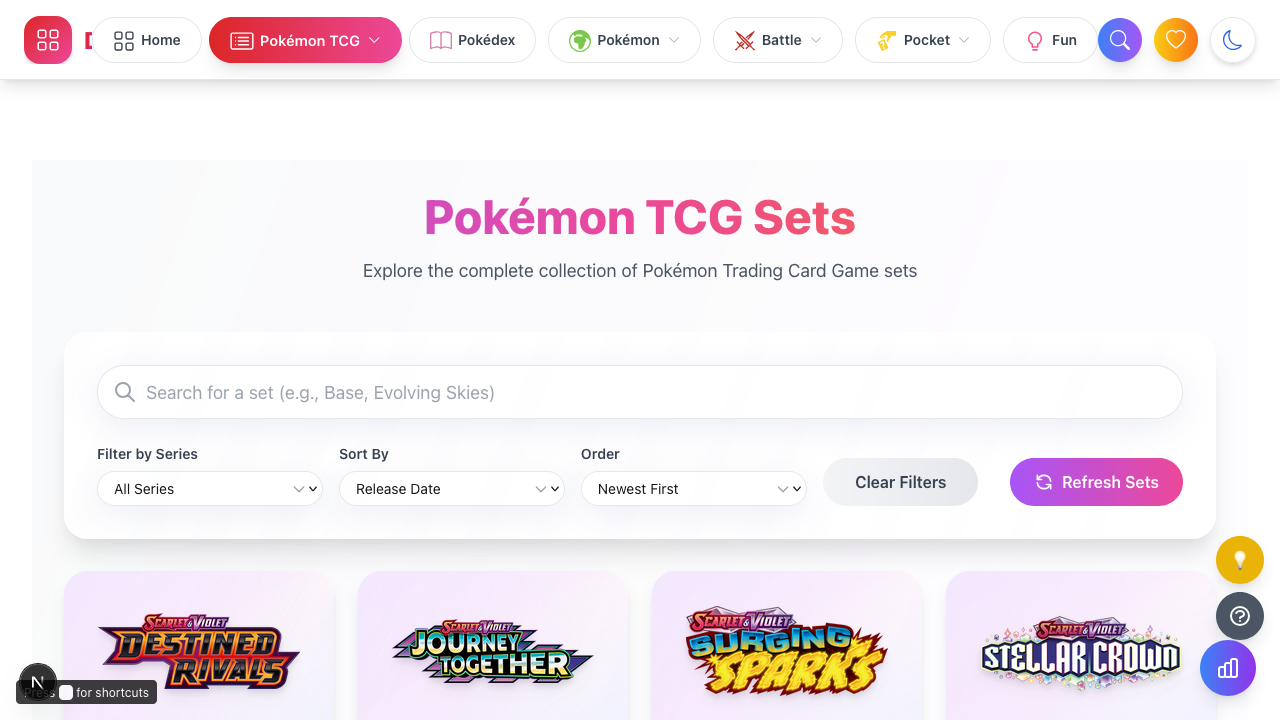 Home
Pokémon TCG
Pokédex
Pokémon
Battle
Pocket
Fun
Pokémon TCG Sets
Explore the complete collection of Pokémon Trading Card Game sets
Search for a set (e.g., Base, Evolving Skies)
Filter by Series
Sort By
Order
All Series
Release Date
Newest First
Clear Filters
Refresh Sets
SCARLET & VIOLET
DESTINED
RIVALS
SCARLET & VIOLET
JOURNEY
TOGETHER
SCARLET & VIOLET
SURGING
SPARKS
SCARLET & VIOLET
STELLAR CROWN
N
Press for shortcuts